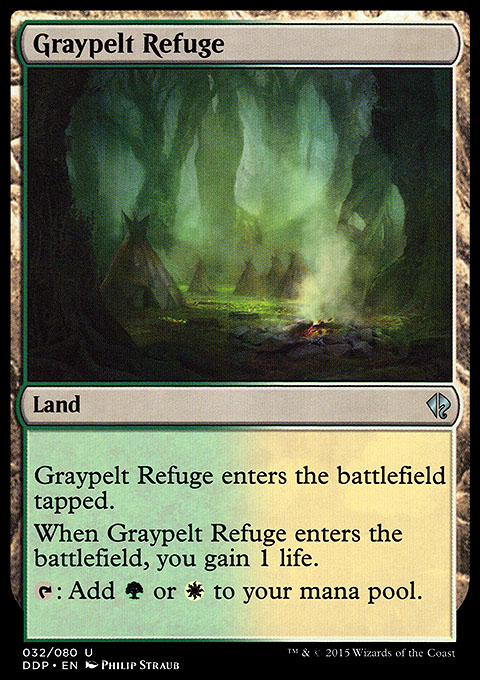 Graypelt Refuge
Land
Graypelt Refuge enters the battlefield
tapped.
When Graypelt Refuge enters the
battlefield, you gain 1 life.
: Add or to your mana pool.
032/080 U
DDP • EN Philip Straub
™ & © 2015 Wizards of the Coast